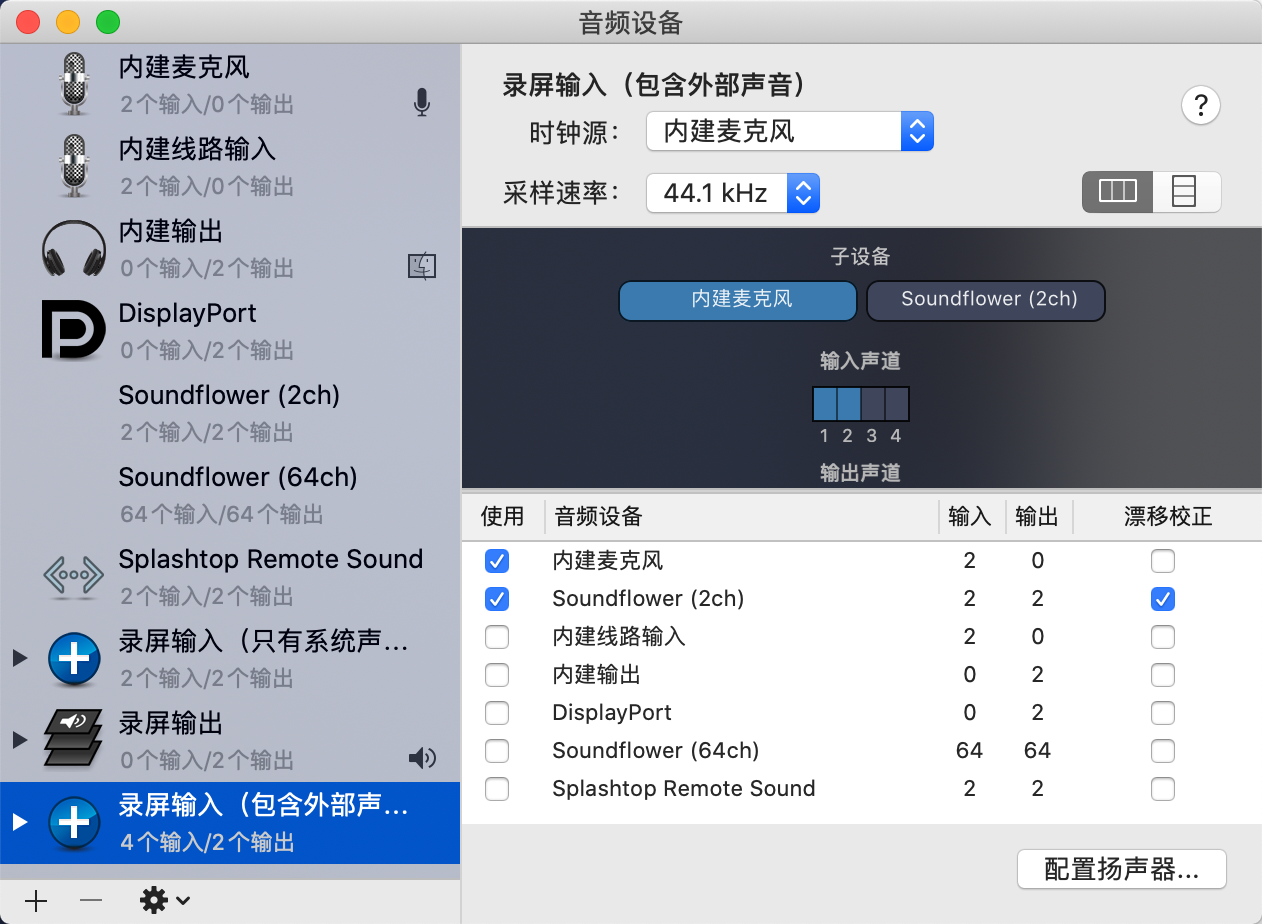 音频设备
内建麦克风
2个输入/0个输出
内建线路输入
2个输入/0个输出
内建输出
0个输入/2个输出
DisplayPort
0个输入/2个输出
Soundflower (2ch)
2个输入/2个输出
Soundflower (64ch)
64个输入/64个输出
Splashtop Remote Sound
2个输入/2个输出
录屏输入（只有系统声…
2个输入/2个输出
录屏输出
0个输入/2个输出
录屏输入（包含外部声…
4个输入/2个输出
录屏输入（包含外部声音）
?
时钟源： 内建麦克风
采样速率： 44.1 kHz
子设备
内建麦克风 Soundflower (2ch)
输入声道
1 2 3 4
输出声道
使用 音频设备 输入 输出 漂移校正
内建麦克风 2 0
Soundflower (2ch) 2 2
内建线路输入 2 0
内建输出 0 2
DisplayPort 0 2
Soundflower (64ch) 64 64
Splashtop Remote Sound 2 2
配置扬声器...